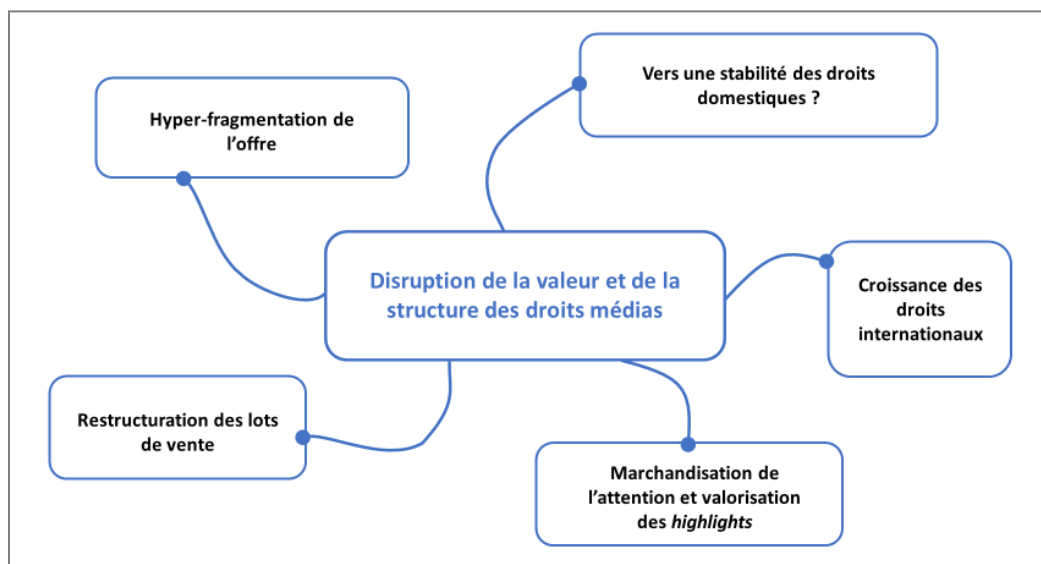 Vers une stabilité des droits
domestiques ?
Hyper-fragmentation de
l’offre
Disruption de la valeur et de la
structure des droits médias
Croissance des
droits
internationaux
Restructuration des lots
de vente
Marchandisation de
l’attention et valorisation
des highlights